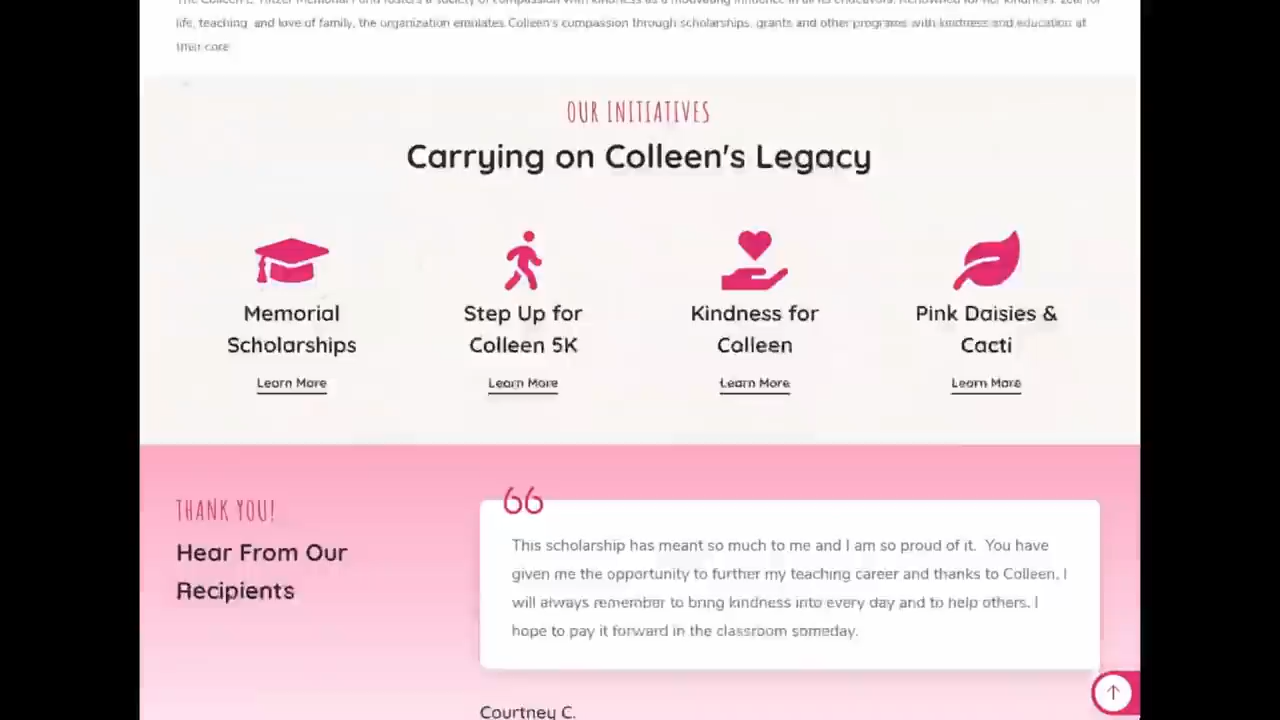 life, teaching and love of family, the organization emulates Colleen's compassion through scholarships, grants and other programs with kindness and education at
their core
OUR INITIATIVES
Carrying on Colleen's Legacy
Memorial
Scholarships
Learn More
Step Up for
Colleen 5K
Learn More
Kindness for
Colleen
Learn More
Pink Daisies &
Cacti
Learn More
THANK YOU!
Hear From Our
Recipients
This scholarship has meant so much to me and I am so proud of it. You have
given me the opportunity to further my teaching career and thanks to Colleen, I
will always remember to bring kindness into every day and to help others. I
hope to pay it forward in the classroom someday.
Courtney C.